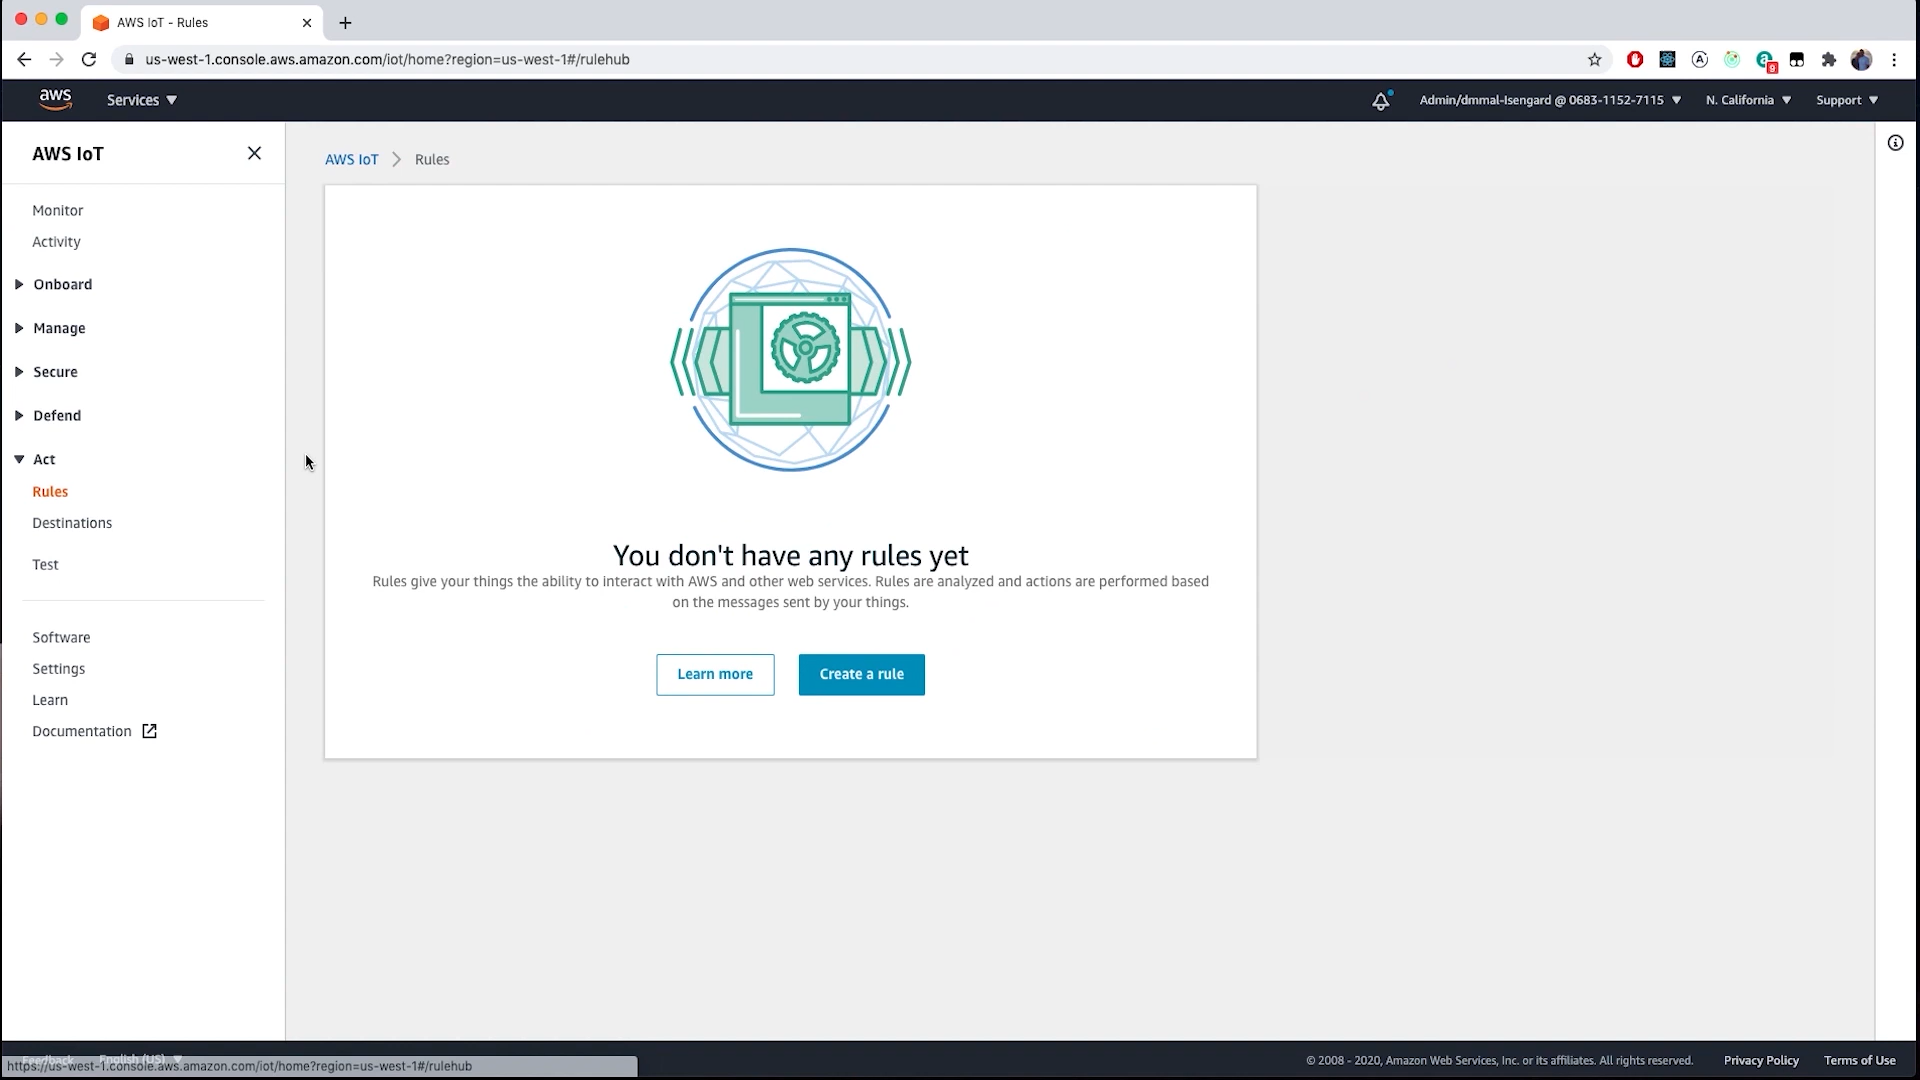 AWS IoT - Rules
us-west-1.console.aws.amazon.com/iot/home?region=us-west-1#/rulehub
9
aws
Services
Admin/dmmal-Isengard @ 0683-1152-7115
N. California
Support
AWS IoT
AWS IoT
Rules
Monitor
Activity
Onboard
Manage
Secure
Defend
Act
Rules
Destinations
Test
Software
Settings
Learn
Documentation
You don't have any rules yet
Rules give your things the ability to interact with AWS and other web services. Rules are analyzed and actions are performed based
on the messages sent by your things.
Learn more
Create a rule
Feedback
English (US)
https://us-west-1.console.aws.amazon.com/iot/home?region=us-west-1#/rulehub
© 2008 - 2020, Amazon Web Services, Inc. or its affiliates. All rights reserved.
Privacy Policy
Terms of Use